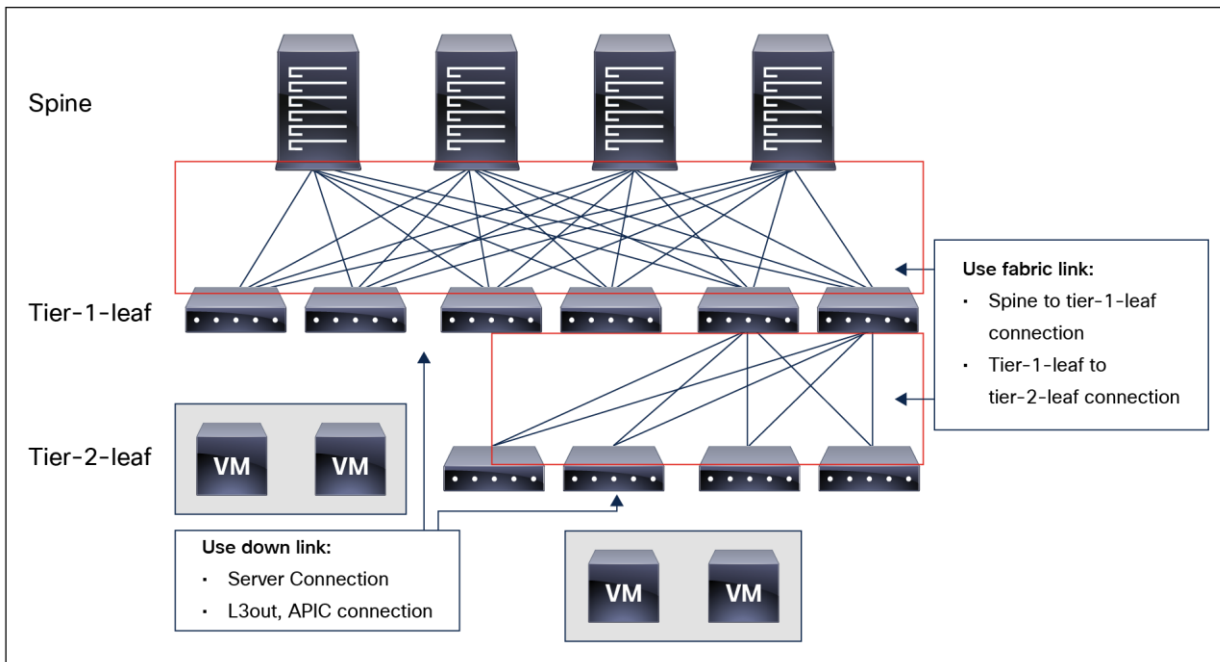 Spine
Tier-1-leaf
Use fabric link:
· Spine to tier-1-leaf
connection
· Tier-1-leaf to
tier-2-leaf connection
Tier-2-leaf
VM
VM
Use down link:
· Server Connection
· L3out, APIC connection
VM
VM